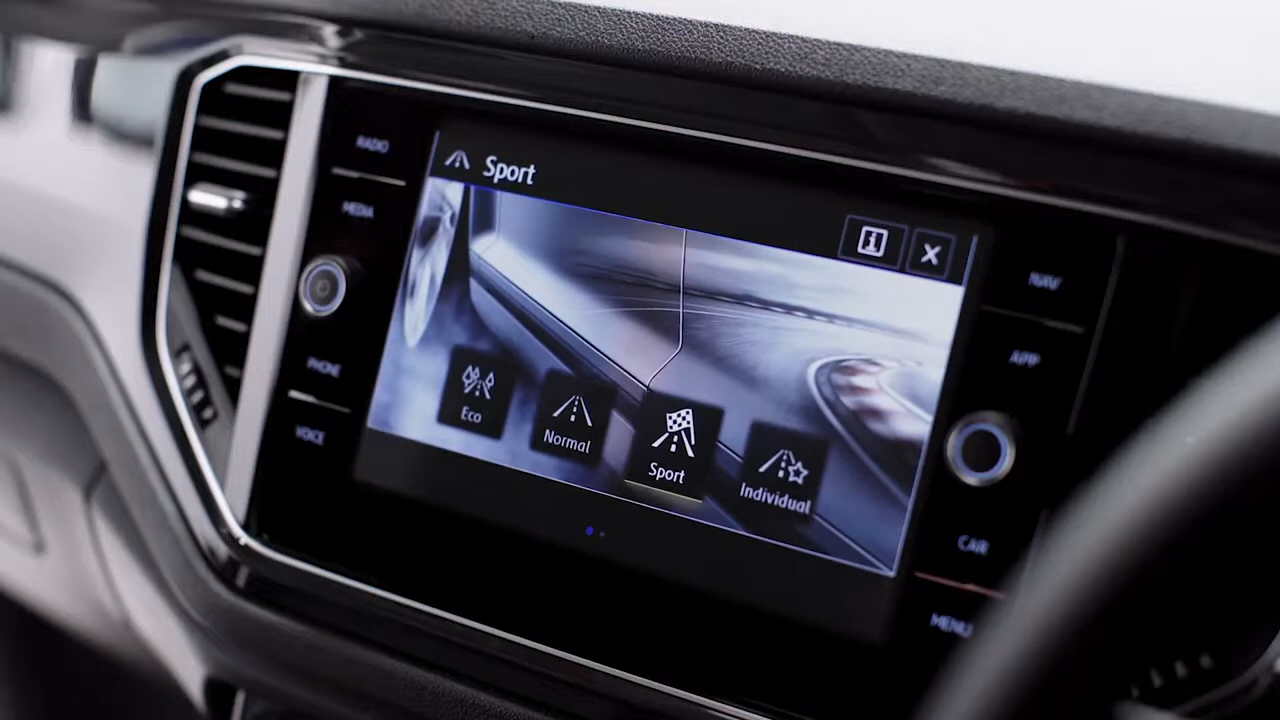 RADIO
MEDIA
PHONE
VOICE
Sport
i X
Eco
Normal
Sport
Individual
NAV
APP
CAR
MENU